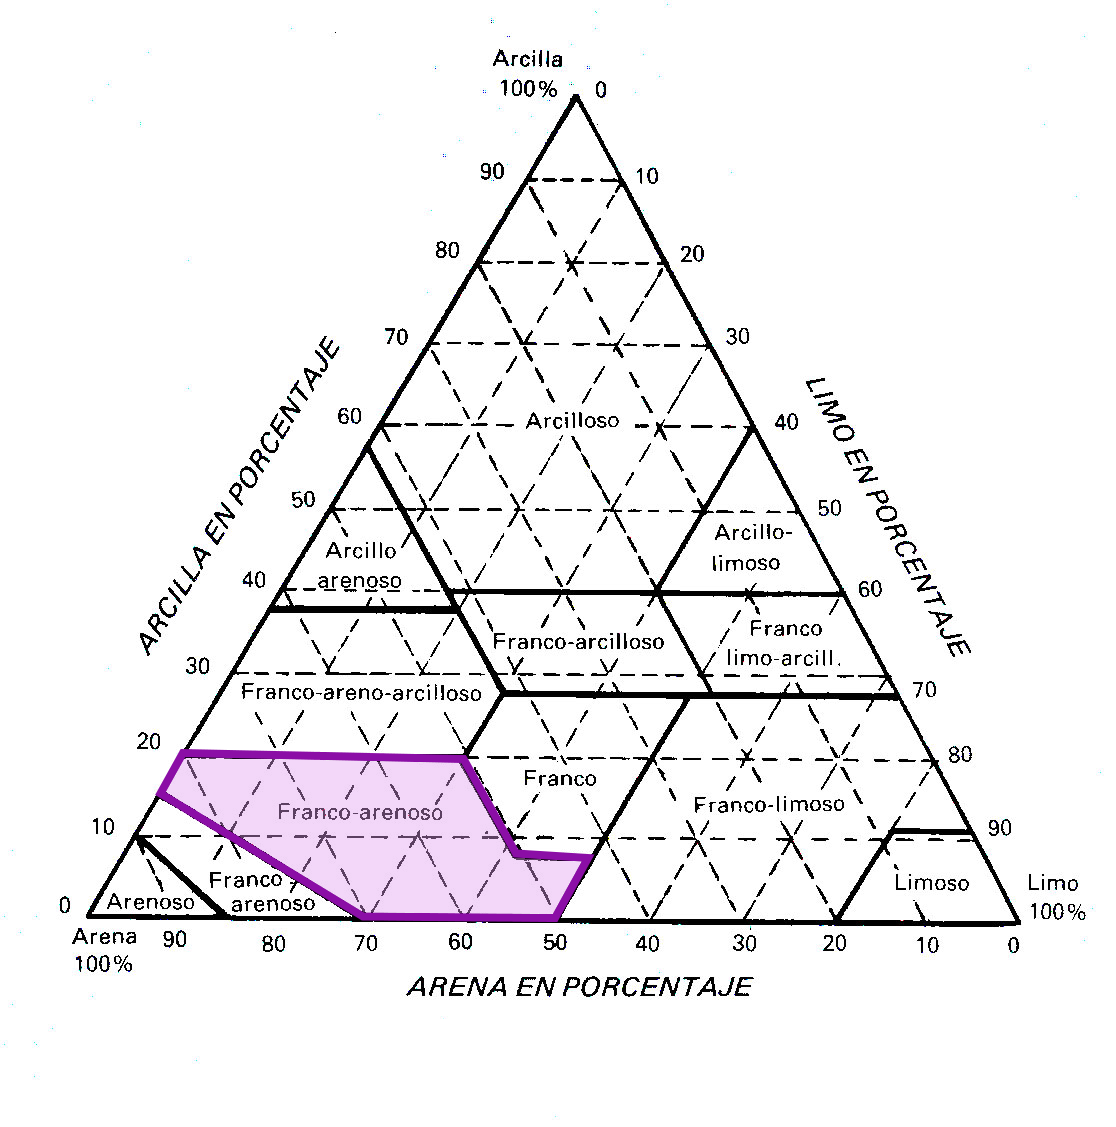 Arcilla
100% 0
90 10
80 20
70 30
60 40
Arcilloso
50 50
ARCILLA EN PORCENTAJE
LIMO EN PORCENTAJE
Arcillo-
limoso
Arcillo
arenoso
40 60
Franco-arcilloso
Franco
limo-arcill.
30 70
Franco-areno-arcilloso
20 80
Franco
Franco-limoso
Franco-arenoso
10 90
Franco -
arenoso
Arenoso
Limoso
0
Limo
100%
Arena
100%
90 80 70 60 50 40 30 20 10 0
ARENA EN PORCENTAJE